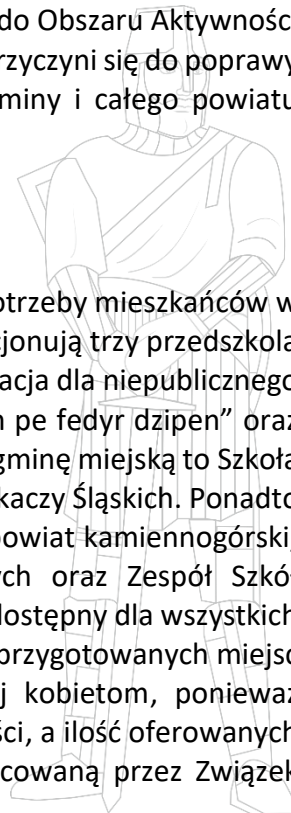 do Obszaru Aktywności
rzyczyni się do poprawy
miny i całego powiatu
otrzeby mieszkańców w
cjonują trzy przedszkola
acja dla niepublicznego
n pe fedyr dzipen” oraz
gminę miejską to Szkoła
kaczy Śląskich. Ponadto
powiat kamiennogórski,
ych oraz Zespół Szkół
dostępny dla wszystkich
przygotowanych miejsc
j kobietom, ponieważ
ści, a ilość oferowanych
cowaną przez Związek